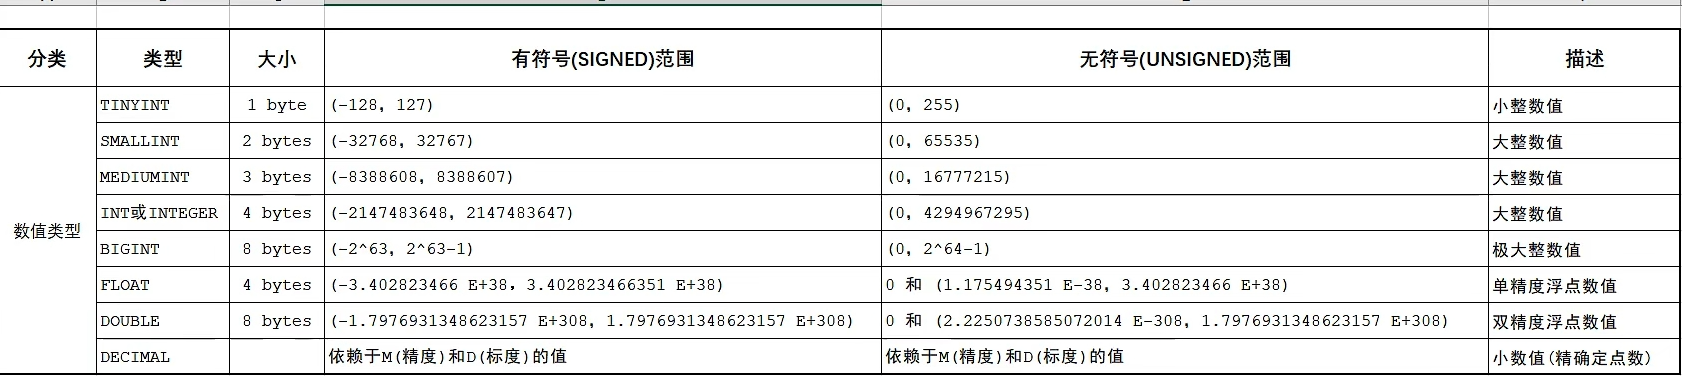 分类 类型 大小 有符号(SIGNED)范围 无符号(UNSIGNED)范围 描述
数值类型
TINYINT 1 byte (-128, 127) (0, 255) 小整数值
SMALLINT 2 bytes (-32768, 32767) (0, 65535) 大整数值
MEDIUMINT 3 bytes (-8388608, 8388607) (0, 16777215) 大整数值
INT或INTEGER 4 bytes (-2147483648, 2147483647) (0, 4294967295) 大整数值
BIGINT 8 bytes (-2^63, 2^63-1) (0, 2^64-1) 极大整数值
FLOAT 4 bytes (-3.402823466 E+38, 3.402823466351 E+38) 0 和 (1.175494351 E-38, 3.402823466 E+38) 单精度浮点数值
DOUBLE 8 bytes (-1.7976931348623157 E+308, 1.7976931348623157 E+308) 0 和 (2.2250738585072014 E-308, 1.7976931348623157 E+308) 双精度浮点数值
DECIMAL 依赖于M(精度)和D(标度)的值 依赖于M(精度)和D(标度)的值 小数值(精确定点数)